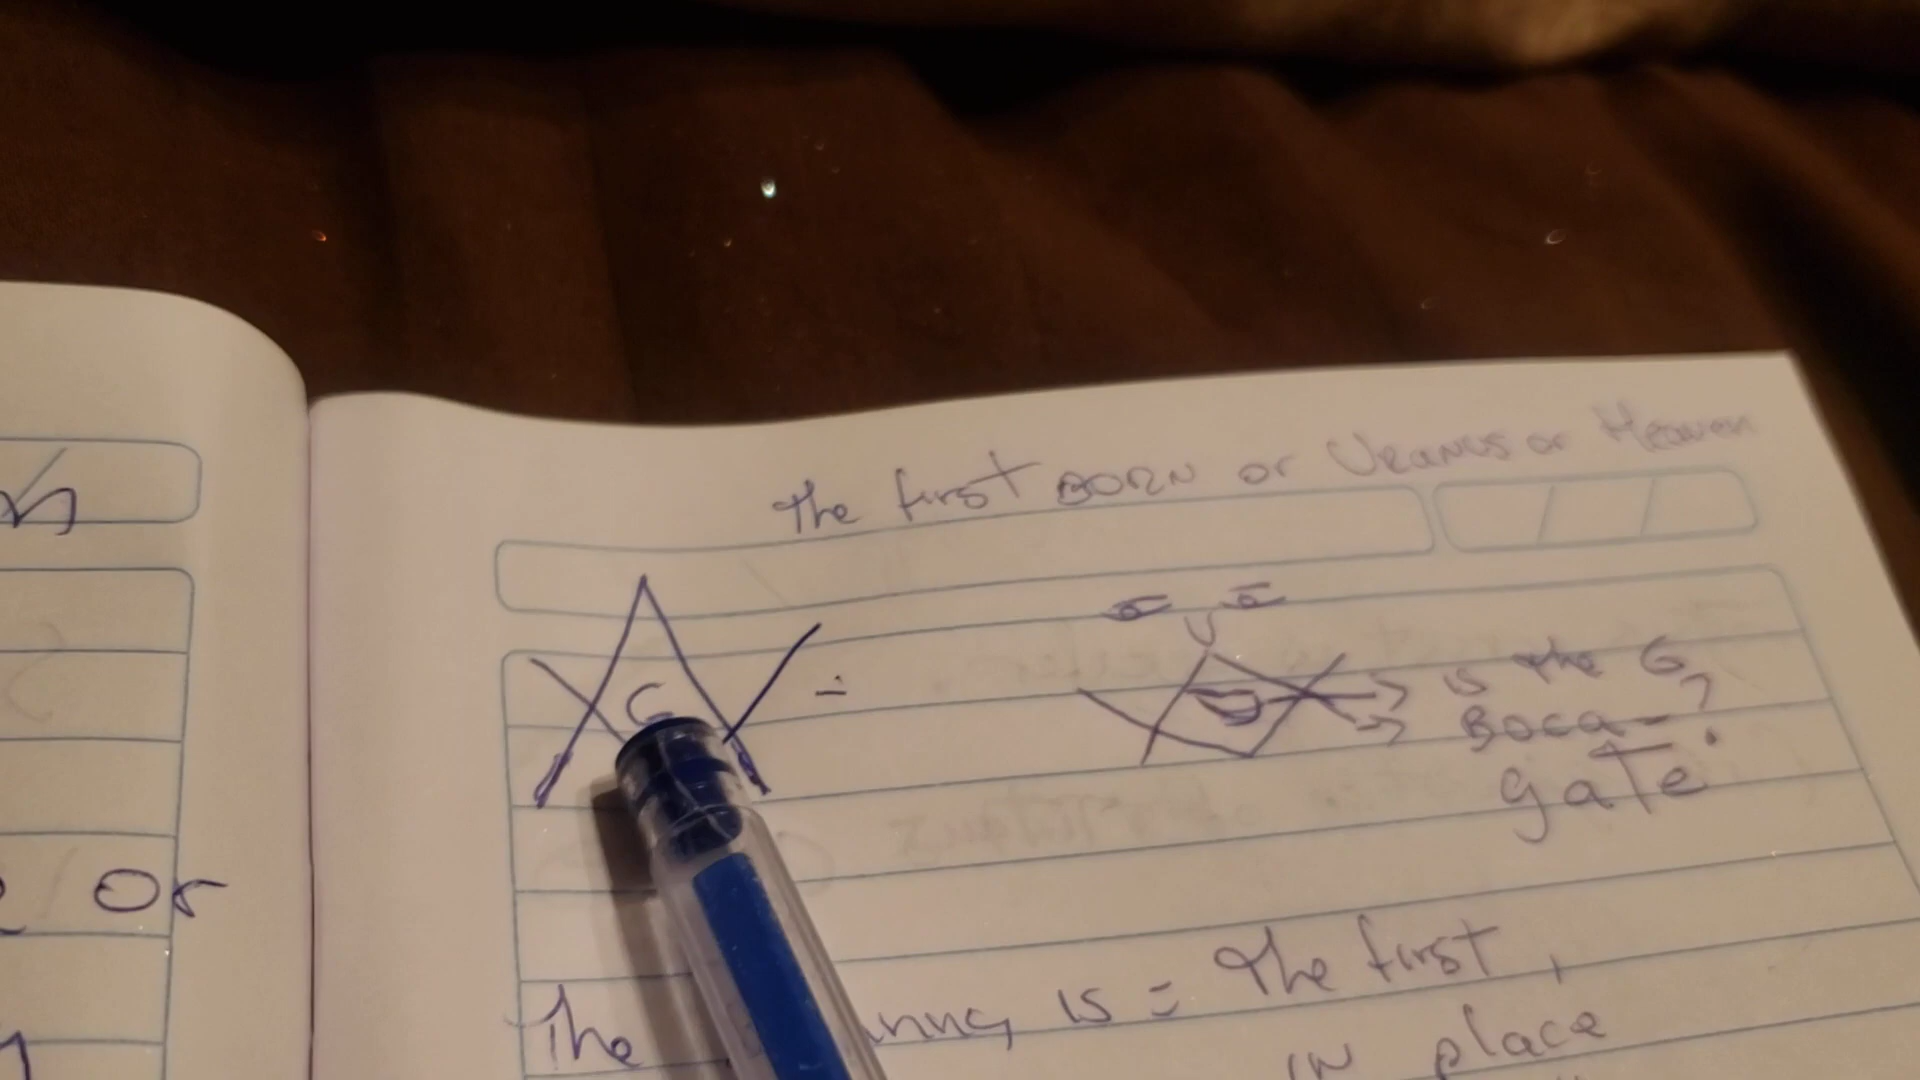 The first BORN or Uranus or Heaven
G
is the G
Boca - ?
gate.
or
The
is = The first,
in place